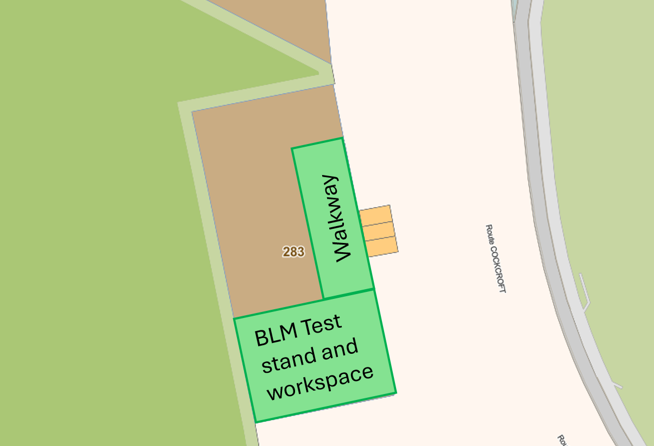 Walkway
Route COCKCROFT
283
BLM Test
stand and
workspace